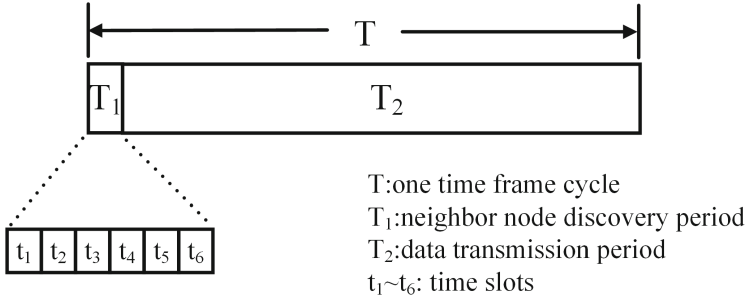 T
T₁ T₂
t₁ t₂ t₃ t₄ t₅ t₆
T:one time frame cycle
T₁:neighbor node discovery period
T₂:data transmission period
t₁~t₆: time slots